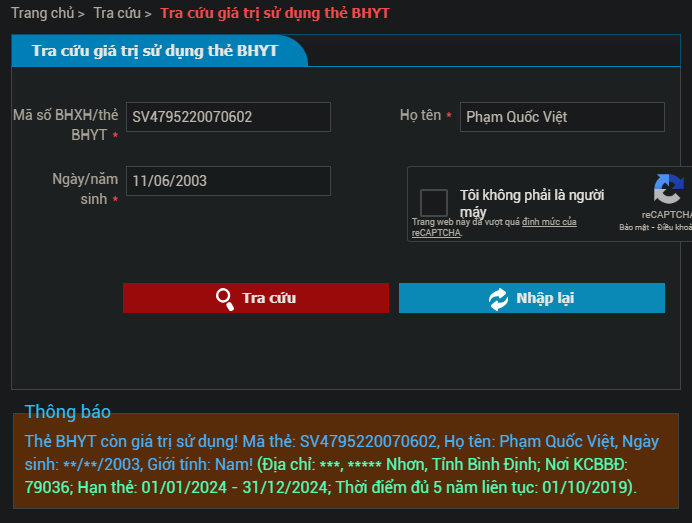 Trang chủ > Tra cứu > Tra cứu giá trị sử dụng thẻ BHYT
Tra cứu giá trị sử dụng thẻ BHYT
Mã số BHXH/thẻ BHYT * SV4795220070602
Họ tên * Phạm Quốc Việt
Ngày/năm sinh * 11/06/2003
Tôi không phải là người máy
reCAPTCHA
Trang web này đã vượt quá định mức của reCAPTCHA.
Bảo mật - Điều khoả
Tra cứu
Nhập lại
Thông báo
Thẻ BHYT còn giá trị sử dụng! Mã thẻ: SV4795220070602, Họ tên: Phạm Quốc Việt, Ngày
sinh: **/**/2003, Giới tính: Nam! (Địa chỉ: ***, ***** Nhơn, Tỉnh Bình Định; Nơi KCBBĐ:
79036; Hạn thẻ: 01/01/2024 - 31/12/2024; Thời điểm đủ 5 năm liên tục: 01/10/2019).